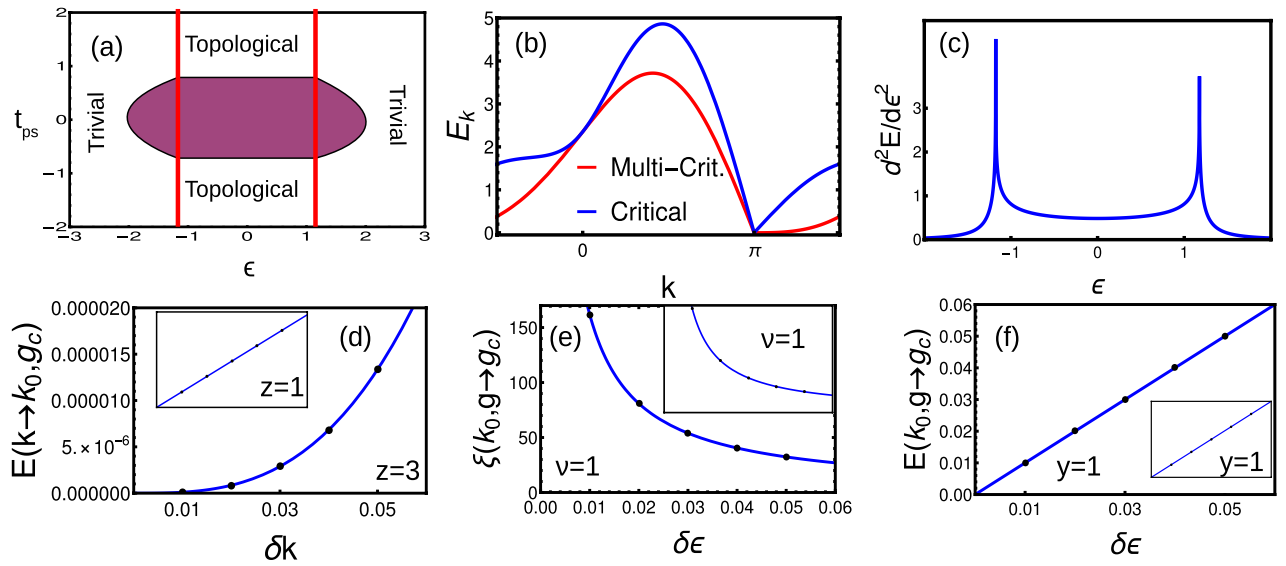 (a)
2
1
0
−1
−2
t_ps
Topological
Trivial
Trivial
Topological
−3
−2
−1
0
1
2
3
ϵ
(b)
5
4
3
2
1
0
E_k
Multi−Crit.
Critical
0
π
k
(c)
3
2
1
0
d²E/dϵ²
−1
0
1
ϵ
(d)
0.000020
0.000015
0.000010
5.×10⁻⁶
0.000000
E(k→k₀,g_c)
z=1
z=3
0.01
0.03
0.05
δk
(e)
150
100
50
0
ξ(k₀,g→g_c)
ν=1
ν=1
0.00
0.01
0.02
0.03
0.04
0.05
0.06
δϵ
(f)
0.06
0.05
0.04
0.03
0.02
0.01
0.00
E(k₀,g→g_c)
y=1
y=1
0.01
0.03
0.05
δϵ